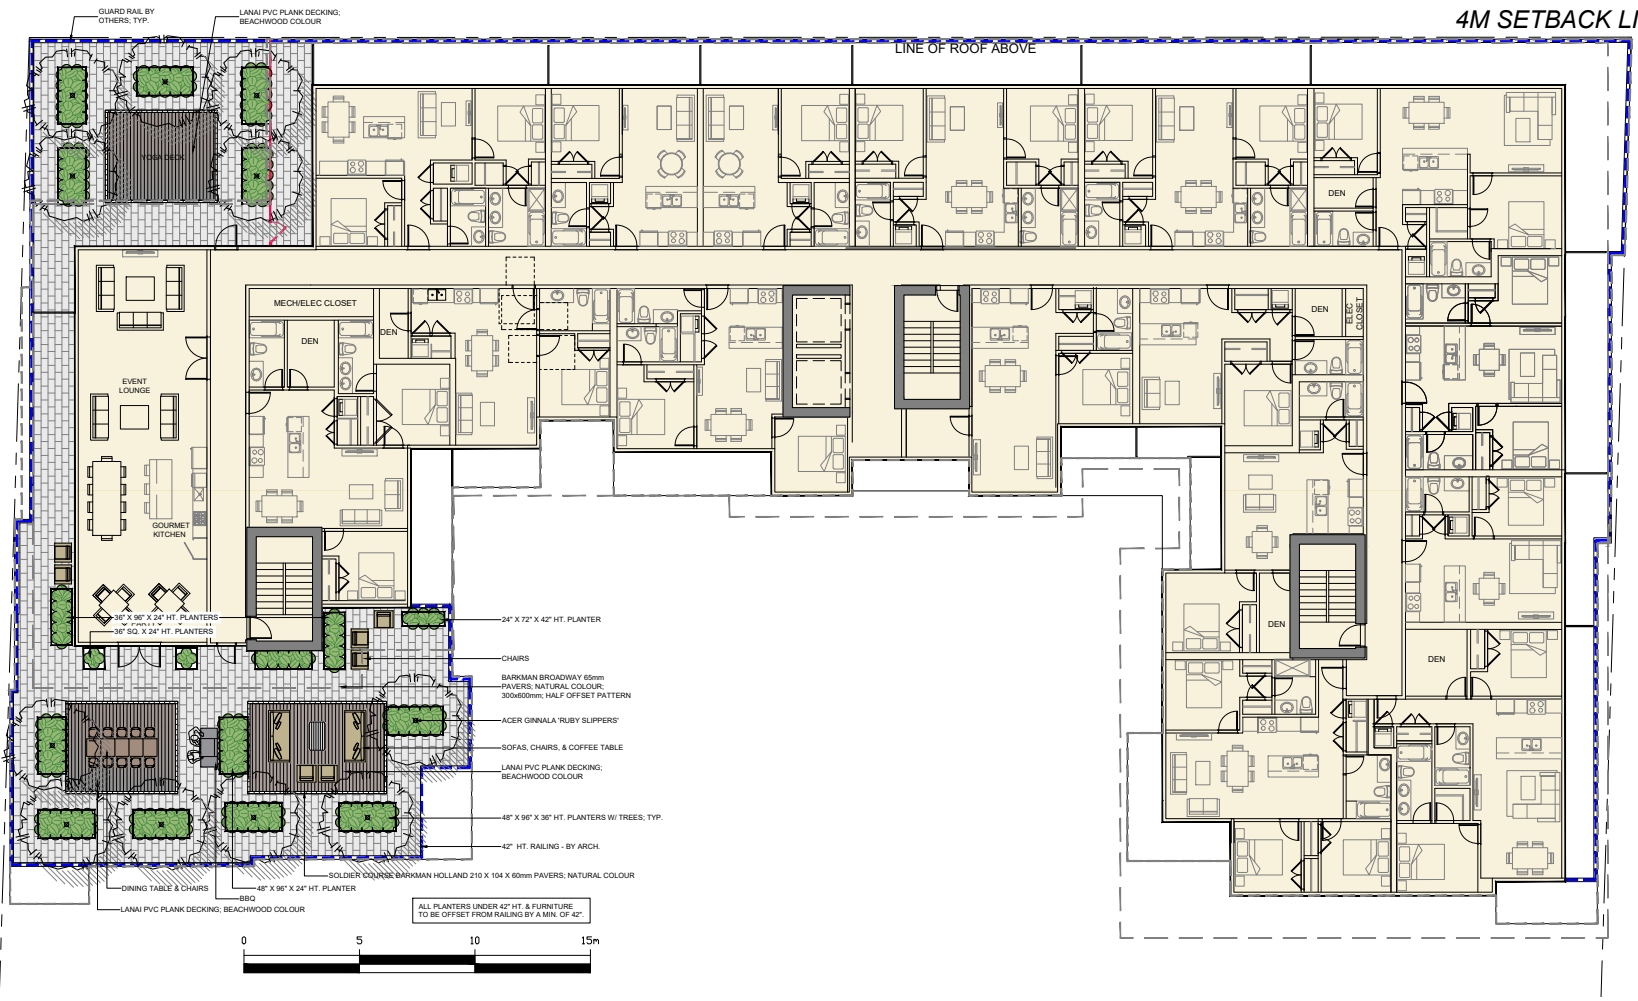 4M SETBACK LI
GUARD RAIL BY
OTHERS; TYP.
LANAI PVC PLANK DECKING;
BEACHWOOD COLOUR
LINE OF ROOF ABOVE
YOGA DECK
DEN
MECH/ELEC CLOSET
DEN
DEN
DEN
ELEC
CLOSET
EVENT
LOUNGE
GOURMET
KITCHEN
36" X 96" X 24" HT. PLANTERS
36" SQ. X 24" HT. PLANTERS
24" X 72" X 42" HT. PLANTER
DEN
DEN
CHAIRS
BARKMAN BROADWAY 65mm
PAVERS; NATURAL COLOUR;
300x600mm; HALF OFFSET PATTERN
ACER GINNALA 'RUBY SLIPPERS'
SOFAS, CHAIRS, & COFFEE TABLE
LANAI PVC PLANK DECKING;
BEACHWOOD COLOUR
48" X 96" X 36" HT. PLANTERS W/ TREES; TYP.
42" HT. RAILING - BY ARCH.
SOLDIER COURSE BARKMAN HOLLAND 210 X 104 X 60mm PAVERS; NATURAL COLOUR
DINING TABLE & CHAIRS
48" X 96" X 24" HT. PLANTER
BBQ
LANAI PVC PLANK DECKING; BEACHWOOD COLOUR
ALL PLANTERS UNDER 42" HT. & FURNITURE
TO BE OFFSET FROM RAILING BY A MIN. OF 42".
0 5 10 15m